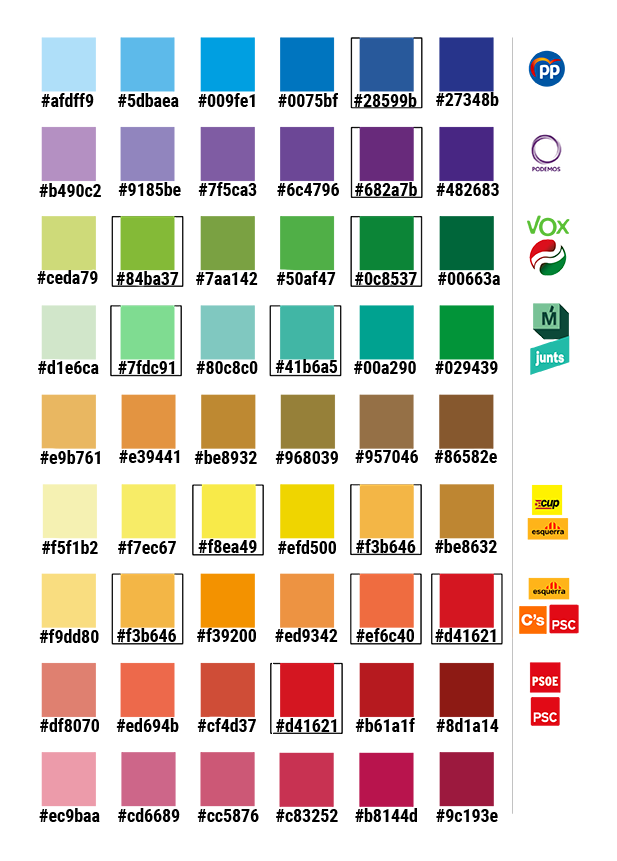 #afdff9 #5dbaea #009fe1 #0075bf #28599b #27348b
PP
#b490c2 #9185be #7f5ca3 #6c4796 #682a7b #482683
PODEMOS
#ceda79 #84ba37 #7aa142 #50af47 #0c8537 #00663a
VOX
#d1e6ca #7fdc91 #80c8c0 #41b6a5 #00a290 #029439
M
junts
#e9b761 #e39441 #be8932 #968039 #957046 #86582e
#f5f1b2 #f7ec67 #f8ea49 #efd500 #f3b646 #be8632
cup
esquerra
#f9dd80 #f3b646 #f39200 #ed9342 #ef6c40 #d41621
esquerra
C's PSC
#df8070 #ed694b #cf4d37 #d41621 #b61a1f #8d1a14
PSOE
PSC
#ec9baa #cd6689 #cc5876 #c83252 #b8144d #9c193e